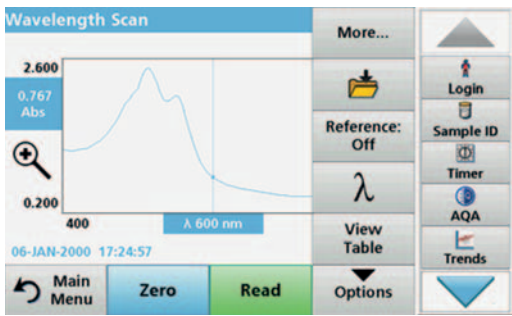 Wavelength Scan
More...
2.600
0.767
Abs
Reference:
Off
λ
0.200
400
λ 600 nm
View
Table
06-JAN-2000 17:24:57
Main
Menu
Zero
Read
Options
Login
Sample ID
Timer
AQA
Trends